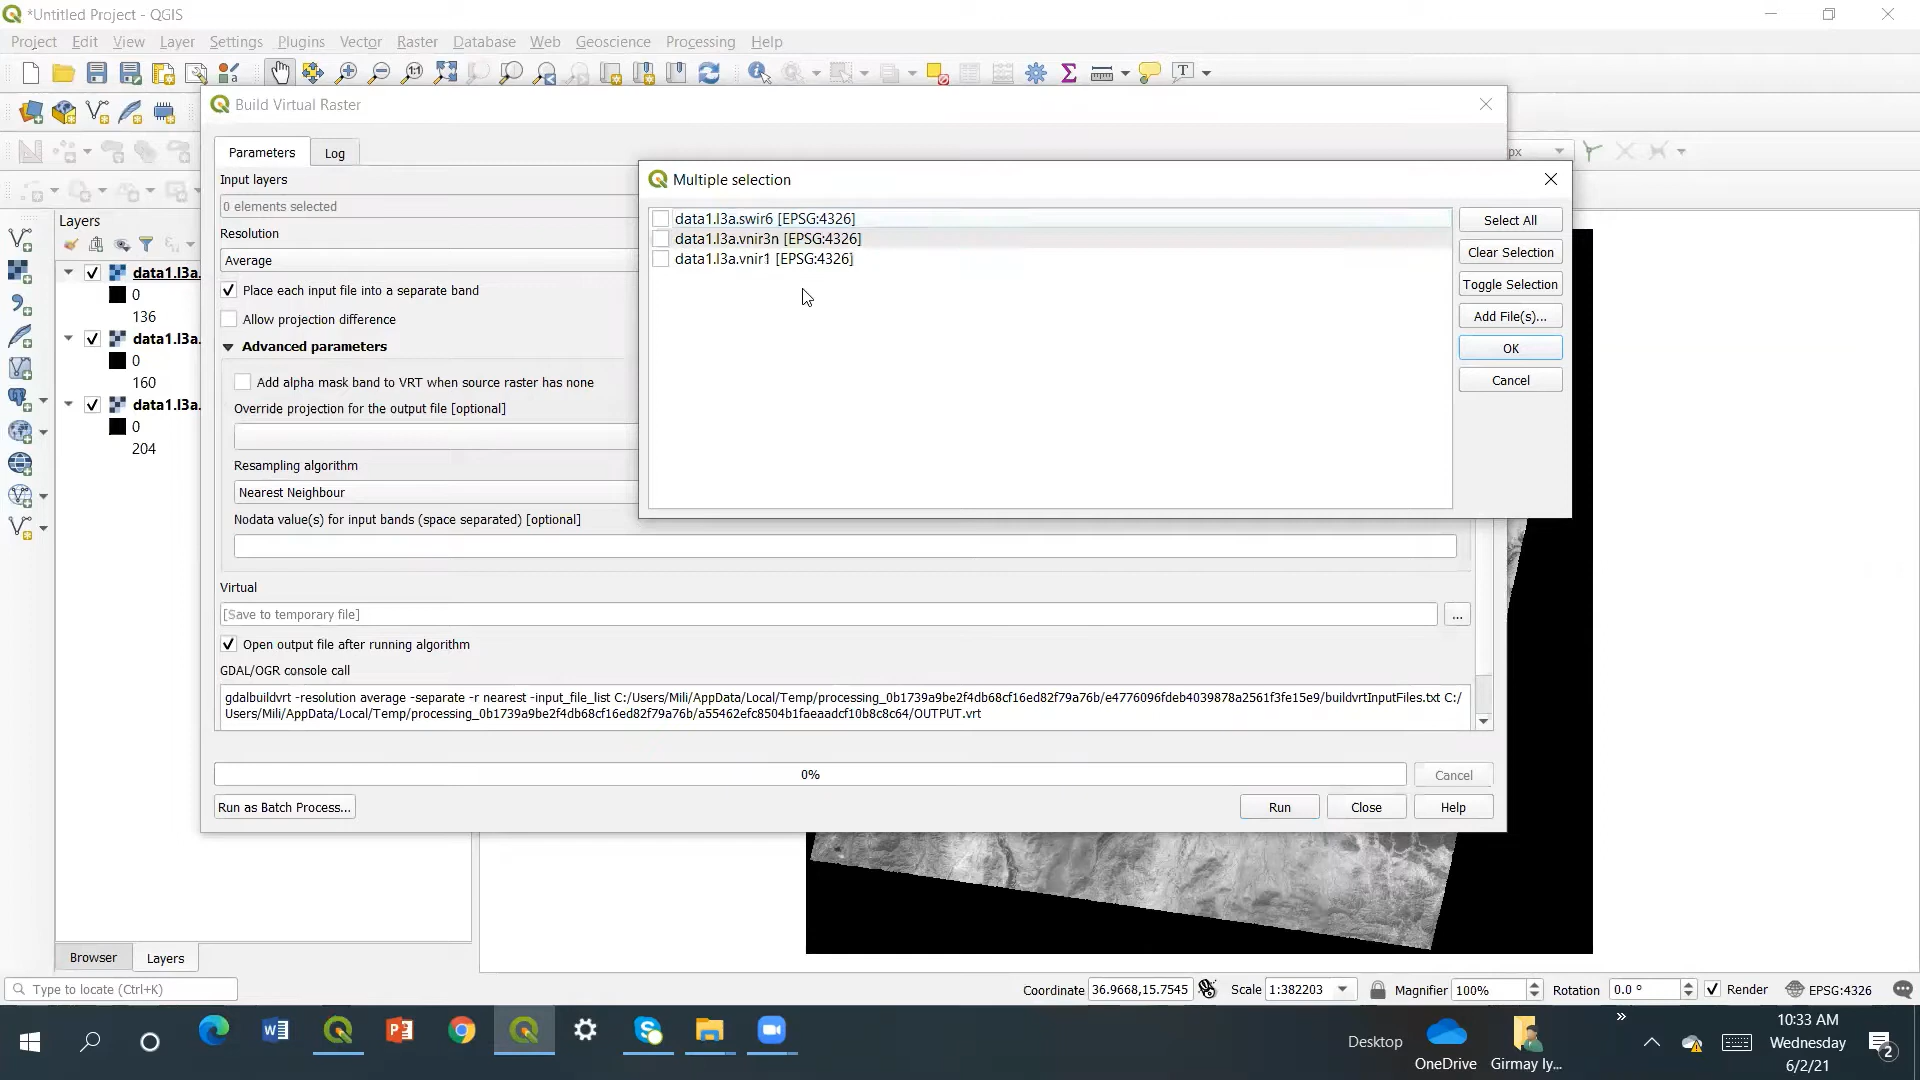 *Untitled Project - QGIS
Project Edit View Layer Settings Plugins Vector Raster Database Web Geoscience Processing Help
Build Virtual Raster
Parameters Log
px
Input layers
0 elements selected
Resolution
Average
Place each input file into a separate band
Allow projection difference
Advanced parameters
Add alpha mask band to VRT when source raster has none
Override projection for the output file [optional]
Resampling algorithm
Nearest Neighbour
Nodata value(s) for input bands (space separated) [optional]
Virtual
[Save to temporary file]
...
Open output file after running algorithm
GDAL/OGR console call
gdalbuildvrt -resolution average -separate -r nearest -input_file_list C:/Users/Mili/AppData/Local/Temp/processing_0b1739a9be2f4db68cf16ed82f79a76b/e4776096fdeb4039878a2561f3fe15e9/buildvrtInputFiles.txt C:/
Users/Mili/AppData/Local/Temp/processing_0b1739a9be2f4db68cf16ed82f79a76b/a55462efc8504b1faeaadcf10b8c8c64/OUTPUT.vrt
0%
Cancel
Run as Batch Process...
Run
Close
Help
Multiple selection
data1.l3a.swir6 [EPSG:4326]
data1.l3a.vnir3n [EPSG:4326]
data1.l3a.vnir1 [EPSG:4326]
Select All
Clear Selection
Toggle Selection
Add File(s)...
OK
Cancel
Layers
data1.l3a.
0
136
data1.l3a.
0
160
data1.l3a.
0
204
Browser Layers
Type to locate (Ctrl+K)
Coordinate 36.9668,15.7545 Scale 1:382203 Magnifier 100% Rotation 0.0 ° Render EPSG:4326
Desktop
OneDrive
Girmay Iy...
10:33 AM
Wednesday
6/2/21
2